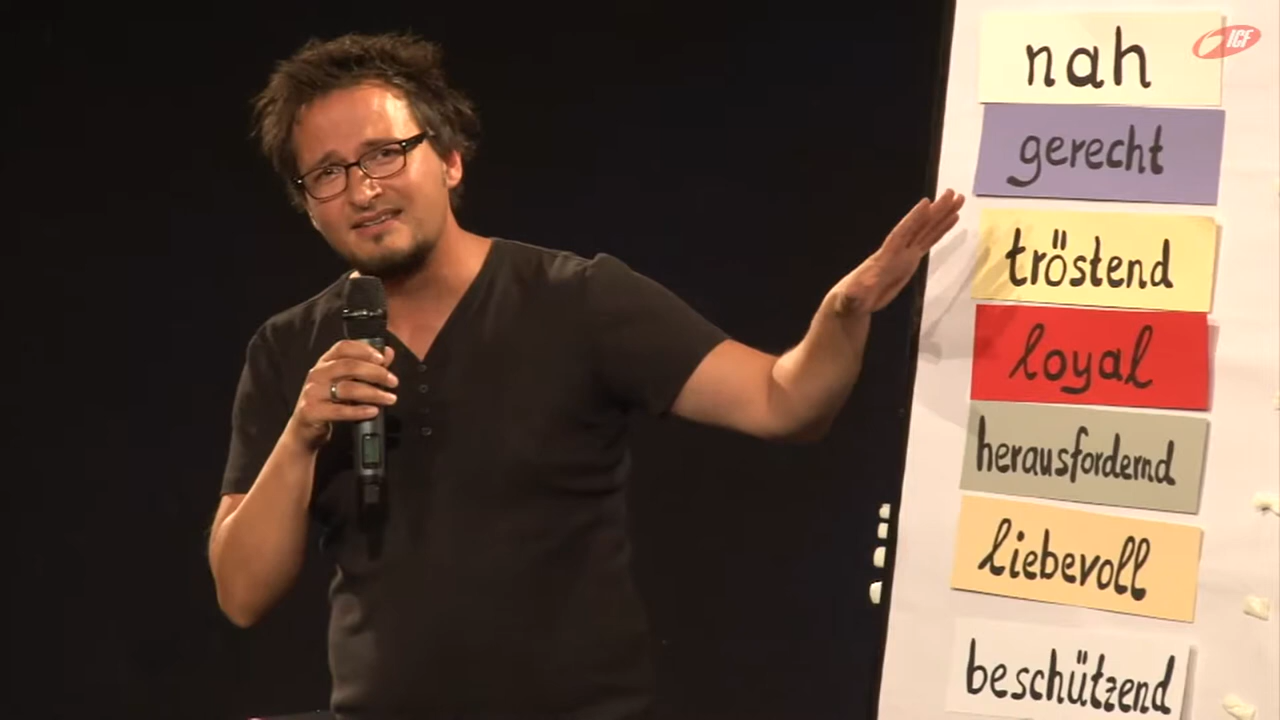 nah
ICF
gerecht
tröstend
loyal
herausfordernd
liebevoll
beschützend